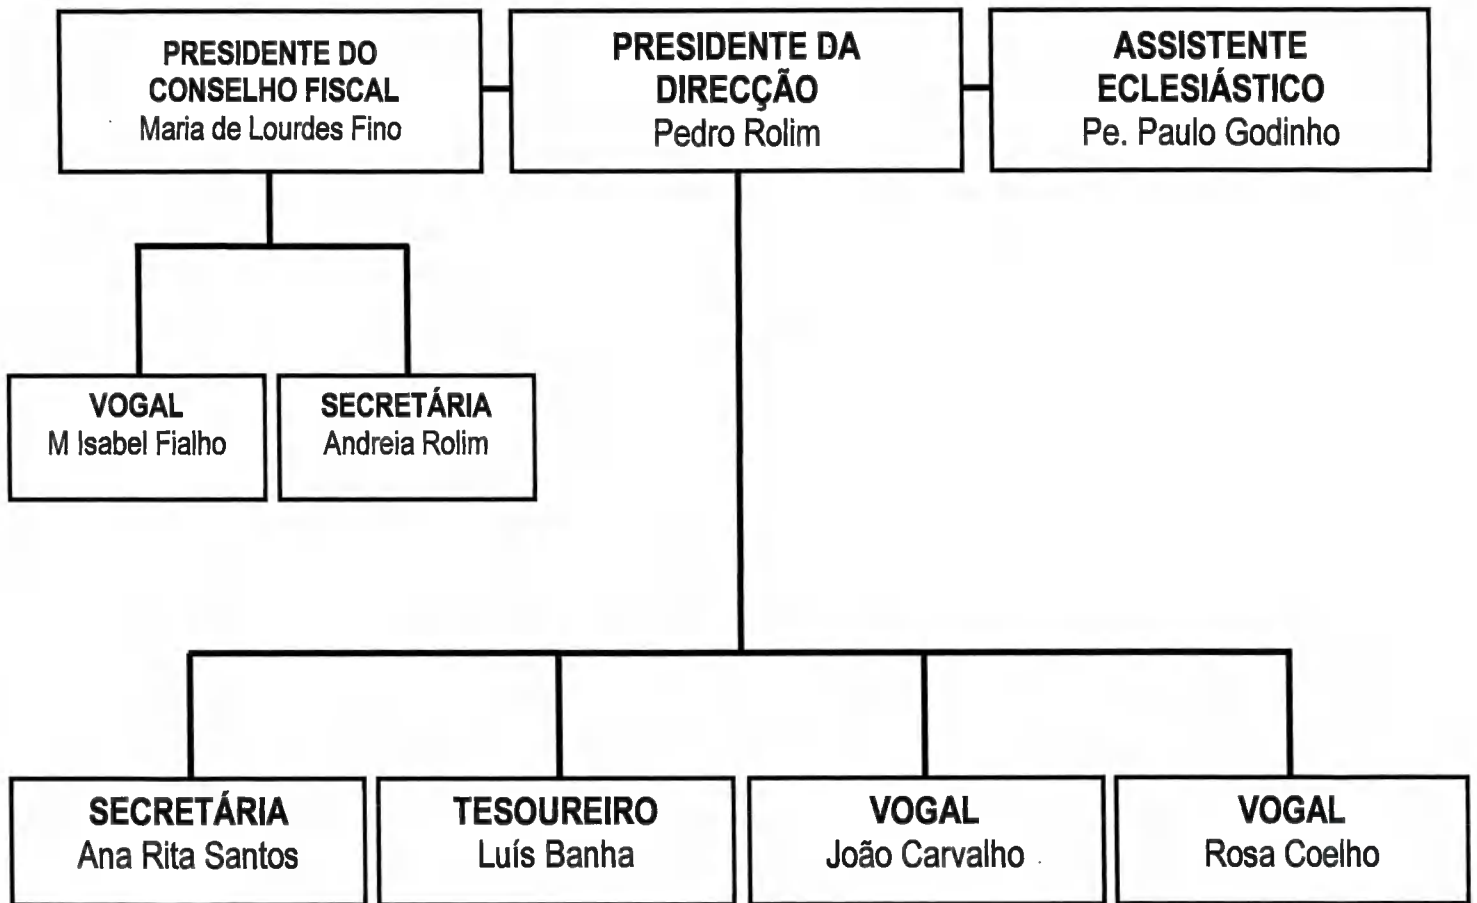 PRESIDENTE DO
CONSELHO FISCAL
Maria de Lourdes Fino
PRESIDENTE DA
DIRECÇÃO
Pedro Rolim
ASSISTENTE
ECLESIÁSTICO
Pe. Paulo Godinho
VOGAL
M Isabel Fialho
SECRETÁRIA
Andreia Rolim
SECRETÁRIA
Ana Rita Santos
TESOUREIRO
Luís Banha
VOGAL
João Carvalho
VOGAL
Rosa Coelho